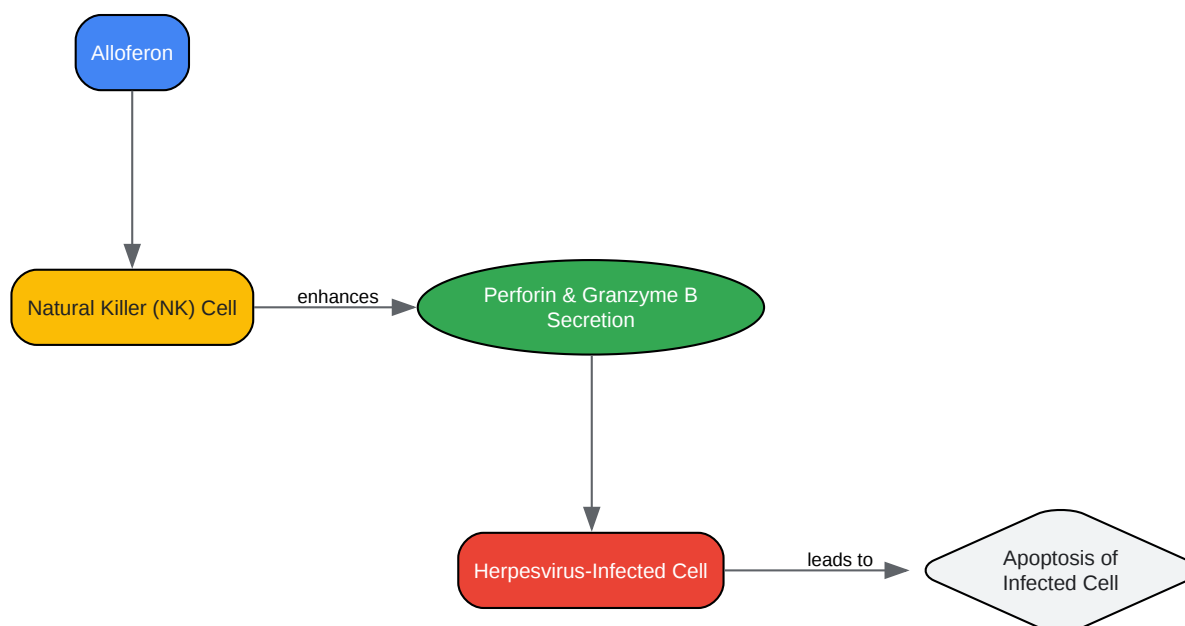 Alloferon
Natural Killer (NK) Cell
enhances
Perforin & Granzyme B
Secretion
Herpesvirus-Infected Cell
leads to
Apoptosis of
Infected Cell